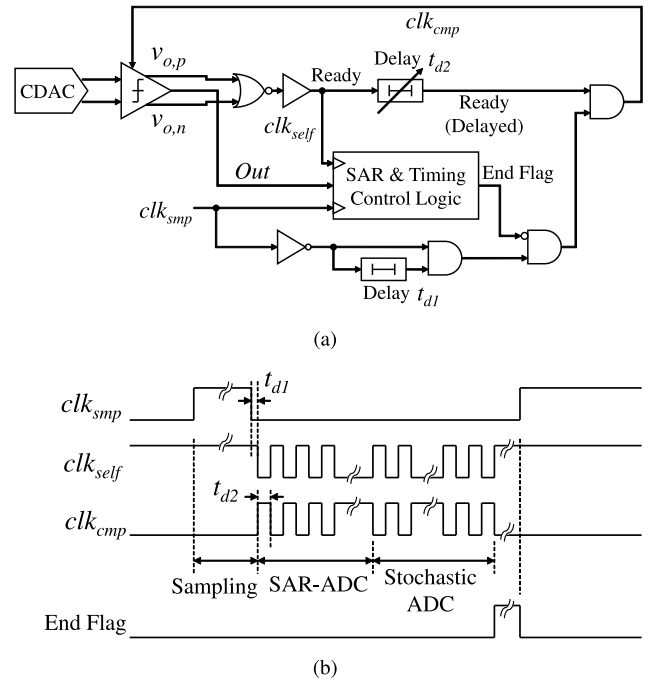 clk_cmp
v_o,p
Delay t_d2
CDAC
Ready
Ready
(Delayed)
v_o,n
clk_self
Out
SAR & Timing
Control Logic
End Flag
clk_smp
Delay t_d1
(a)
t_d1
clk_smp
clk_self
t_d2
clk_cmp
Sampling
SAR-ADC
Stochastic
ADC
End Flag
(b)